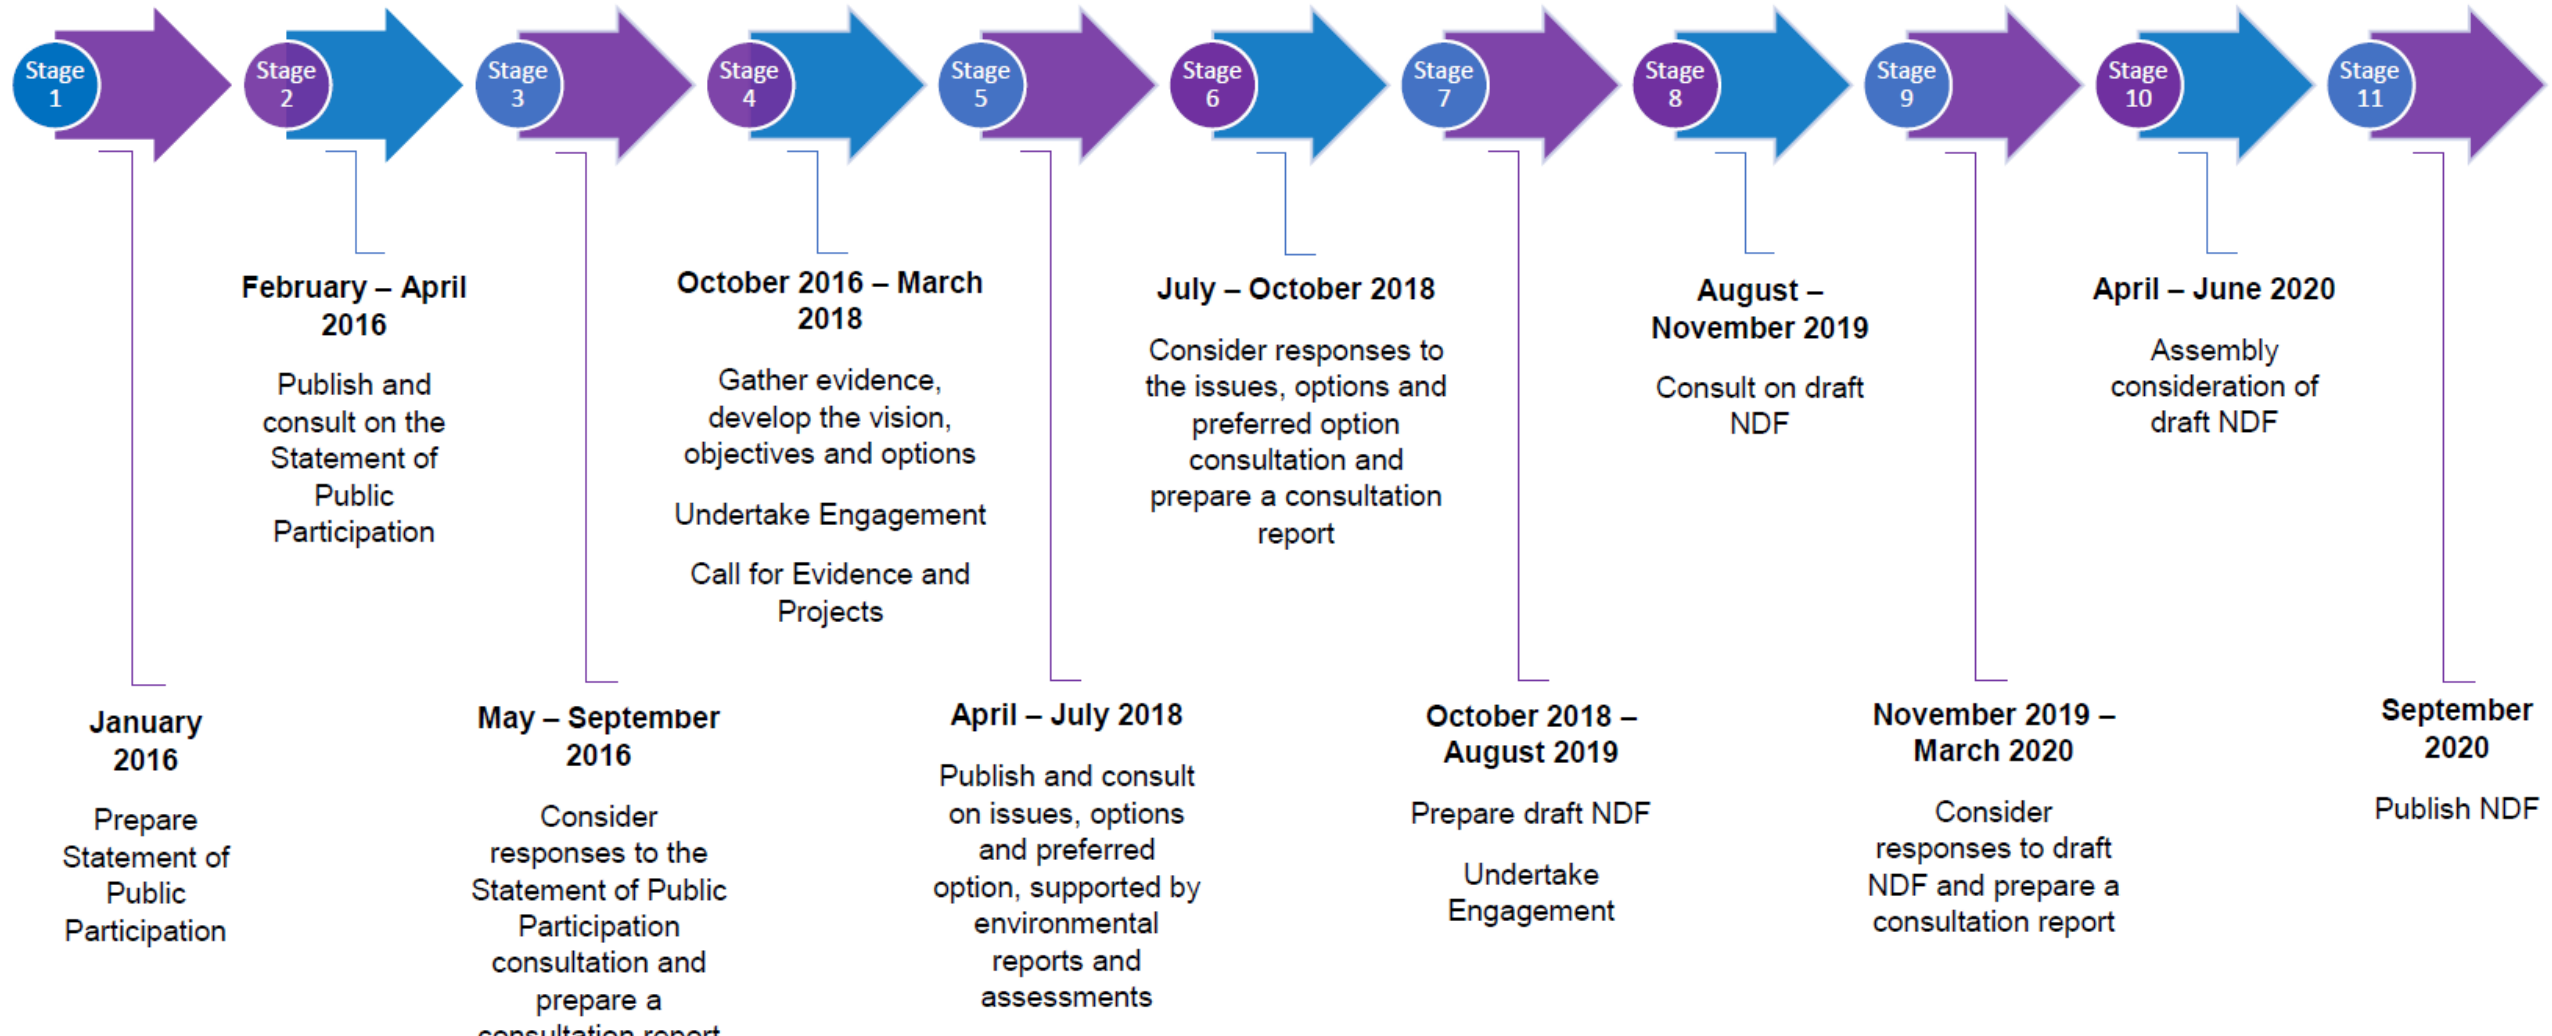 Stage
1
Stage
2
Stage
3
Stage
4
Stage
5
Stage
6
Stage
7
Stage
8
Stage
9
Stage
10
Stage
11
January
2016
Prepare
Statement of
Public
Participation
February – April
2016
Publish and
consult on the
Statement of
Public
Participation
May – September
2016
Consider
responses to the
Statement of Public
Participation
consultation and
prepare a
consultation report
October 2016 – March
2018
Gather evidence,
develop the vision,
objectives and options
Undertake Engagement
Call for Evidence and
Projects
April – July 2018
Publish and consult
on issues, options
and preferred
option, supported by
environmental
reports and
assessments
July – October 2018
Consider responses to
the issues, options and
preferred option
consultation and
prepare a consultation
report
October 2018 –
August 2019
Prepare draft NDF
Undertake
Engagement
August –
November 2019
Consult on draft
NDF
November 2019 –
March 2020
Consider
responses to draft
NDF and prepare a
consultation report
April – June 2020
Assembly
consideration of
draft NDF
September
2020
Publish NDF